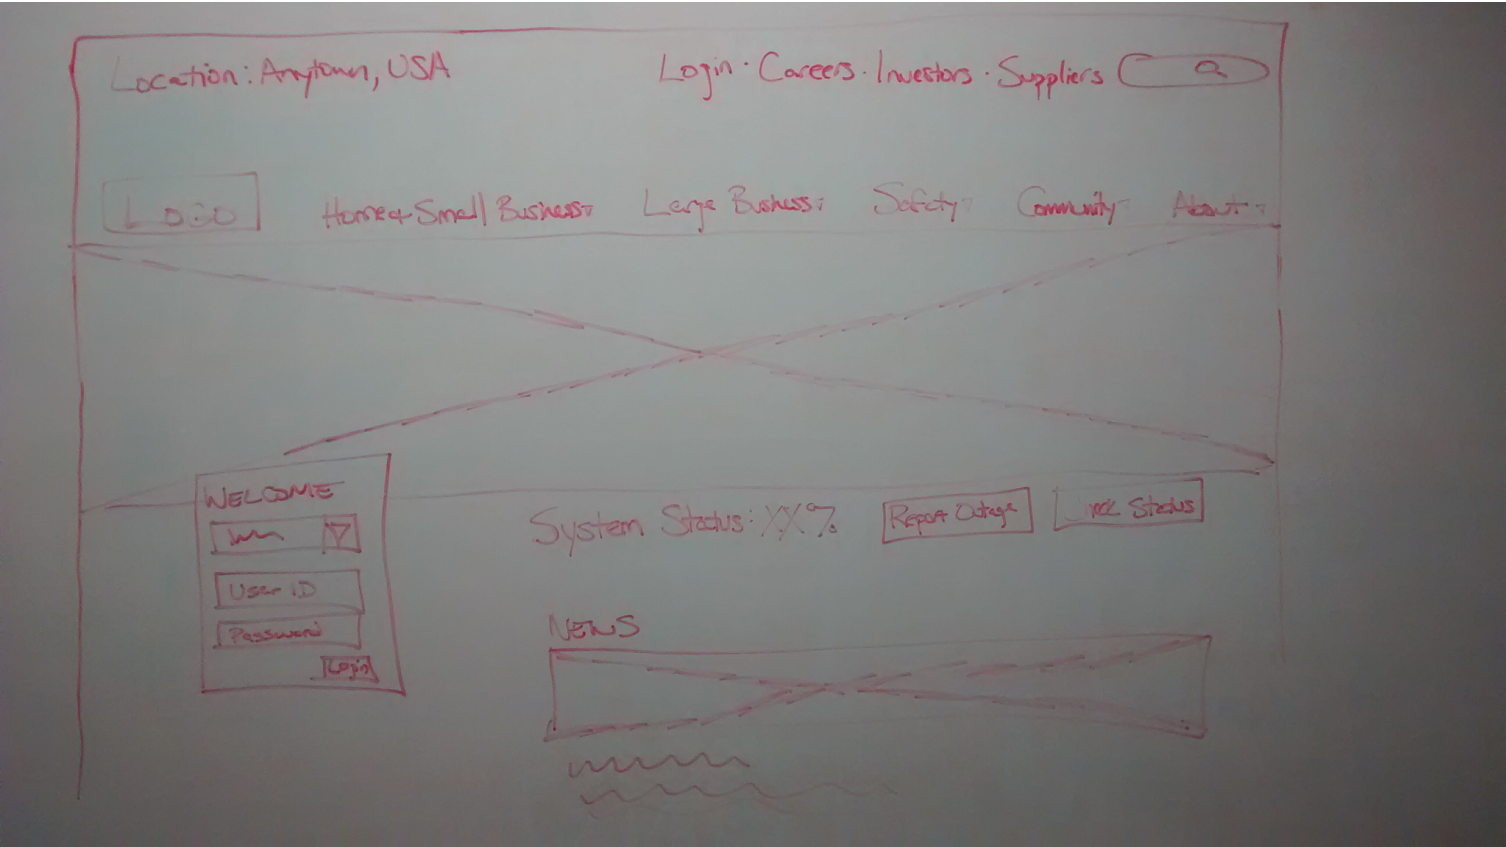 Location: Anytown, USA
Login · Careers · Investors · Suppliers
LOGO
Home + Small Business
Large Business
Safety
Community
About
WELCOME
User ID
Password
Login
System Status: XX%
Report Outage
Status
NEWS